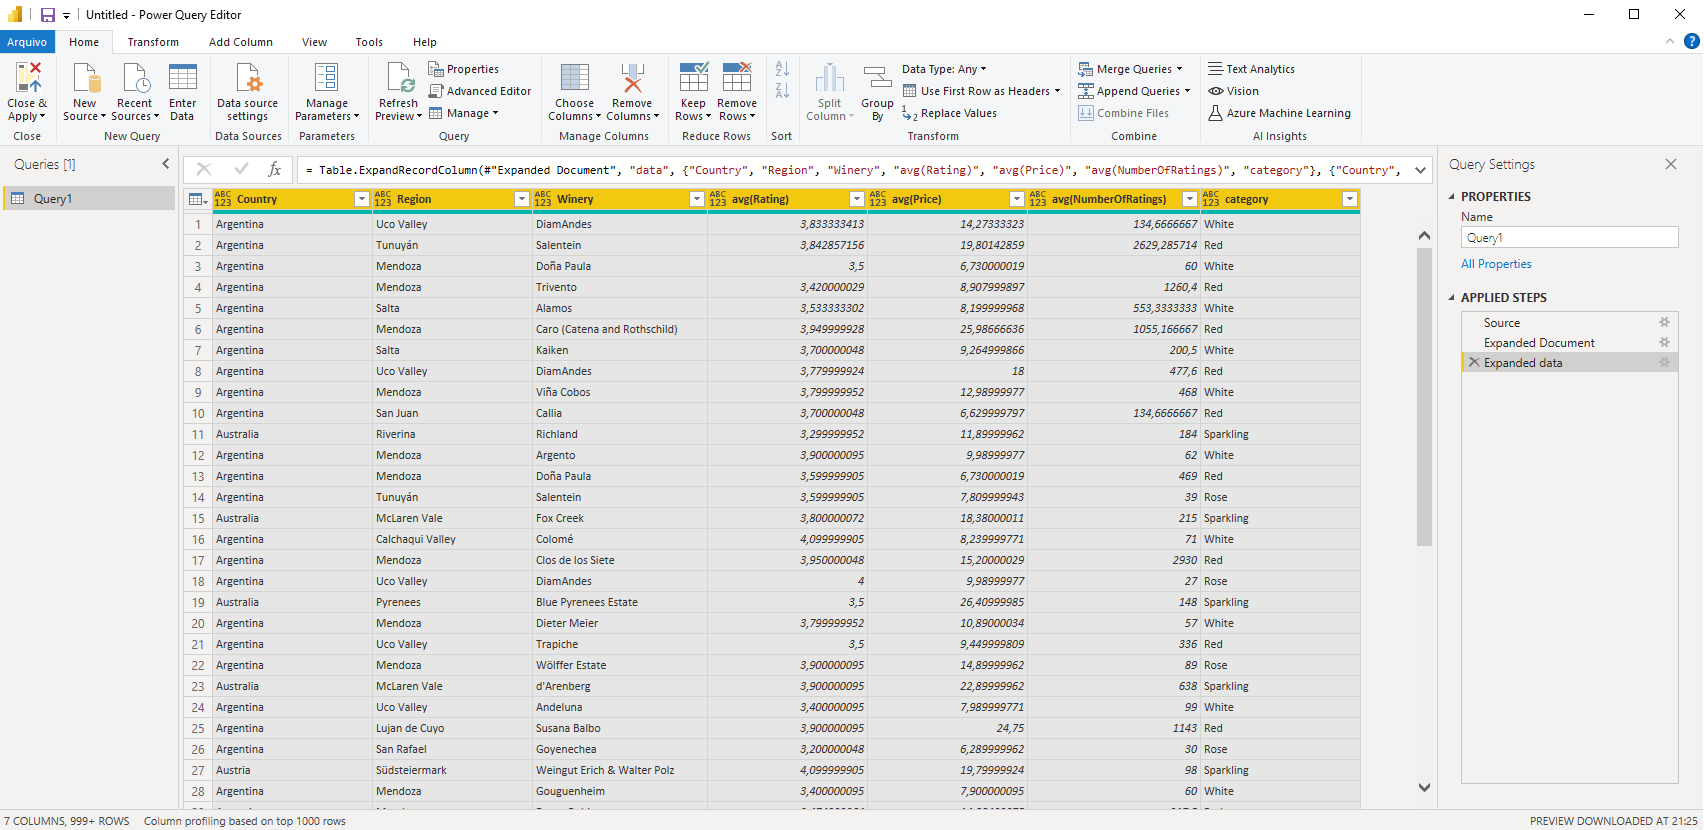 Untitled - Power Query Editor
Arquivo Home Transform Add Column View Tools Help
Close & Apply
Close
New Source
Recent Sources
Enter Data
New Query
Data source settings
Data Sources
Manage Parameters
Parameters
Refresh Preview
Properties
Advanced Editor
Manage
Query
Choose Columns
Remove Columns
Manage Columns
Keep Rows
Remove Rows
Reduce Rows
Sort
Split Column
Group By
Data Type: Any
Use First Row as Headers
Replace Values
Transform
Merge Queries
Append Queries
Combine Files
Combine
Text Analytics
Vision
Azure Machine Learning
AI Insights
Queries [1]
Query1
fx = Table.ExpandRecordColumn(#"Expanded Document", "data", {"Country", "Region", "Winery", "avg(Rating)", "avg(Price)", "avg(NumberOfRatings)", "category"}, {"Country",
ABC 123 Country ABC 123 Region ABC 123 Winery ABC 123 avg(Rating) ABC 123 avg(Price) ABC 123 avg(NumberOfRatings) ABC 123 category
1 Argentina Uco Valley DiamAndes 3,833333413 14,27333323 134,6666667 White
2 Argentina Tunuyán Salentein 3,842857156 19,80142859 2629,285714 Red
3 Argentina Mendoza Doña Paula 3,5 6,730000019 60 White
4 Argentina Mendoza Trivento 3,420000029 8,907999897 1260,4 Red
5 Argentina Salta Alamos 3,533333302 8,199999968 553,3333333 White
6 Argentina Mendoza Caro (Catena and Rothschild) 3,949999928 25,98666636 1055,166667 Red
7 Argentina Salta Kaiken 3,700000048 9,264999866 200,5 White
8 Argentina Uco Valley DiamAndes 3,779999924 18 477,6 Red
9 Argentina Mendoza Viña Cobos 3,799999952 12,98999977 468 White
10 Argentina San Juan Callia 3,700000048 6,629999797 134,6666667 Red
11 Australia Riverina Richland 3,299999952 11,89999962 184 Sparkling
12 Argentina Mendoza Argento 3,900000095 9,98999977 62 White
13 Argentina Mendoza Doña Paula 3,599999905 6,730000019 469 Red
14 Argentina Tunuyán Salentein 3,599999905 7,809999943 39 Rose
15 Australia McLaren Vale Fox Creek 3,800000072 18,38000011 215 Sparkling
16 Argentina Calchaqui Valley Colomé 4,099999905 8,239999771 71 White
17 Argentina Mendoza Clos de los Siete 3,950000048 15,20000029 2930 Red
18 Argentina Uco Valley DiamAndes 4 9,98999977 27 Rose
19 Australia Pyrenees Blue Pyrenees Estate 3,5 26,40999985 148 Sparkling
20 Argentina Mendoza Dieter Meier 3,799999952 10,89000034 57 White
21 Argentina Uco Valley Trapiche 3,5 9,449999809 336 Red
22 Argentina Mendoza Wölffer Estate 3,900000095 14,89999962 89 Rose
23 Australia McLaren Vale d'Arenberg 3,900000095 22,89999962 638 Sparkling
24 Argentina Uco Valley Andeluna 3,400000095 7,989999771 99 White
25 Argentina Lujan de Cuyo Susana Balbo 3,900000095 24,75 1143 Red
26 Argentina San Rafael Goyenechea 3,200000048 6,289999962 30 Rose
27 Austria Südsteiermark Weingut Erich & Walter Polz 4,099999905 19,79999924 98 Sparkling
28 Argentina Mendoza Gouguenheim 3,400000095 7,900000095 60 White
Query Settings
PROPERTIES
Name
Query1
All Properties
APPLIED STEPS
Source
Expanded Document
Expanded data
7 COLUMNS, 999+ ROWS Column profiling based on top 1000 rows
PREVIEW DOWNLOADED AT 21:25